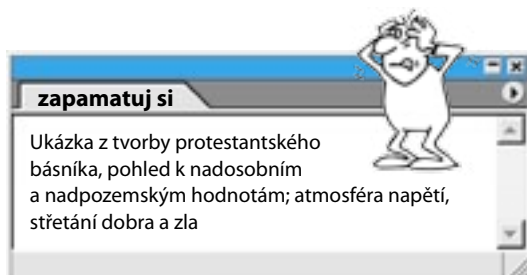 zapamatuj si
Ukázka z tvorby protestantského
básníka, pohled k nadosobním
a nadpozemským hodnotám; atmosféra napětí,
střetání dobra a zla